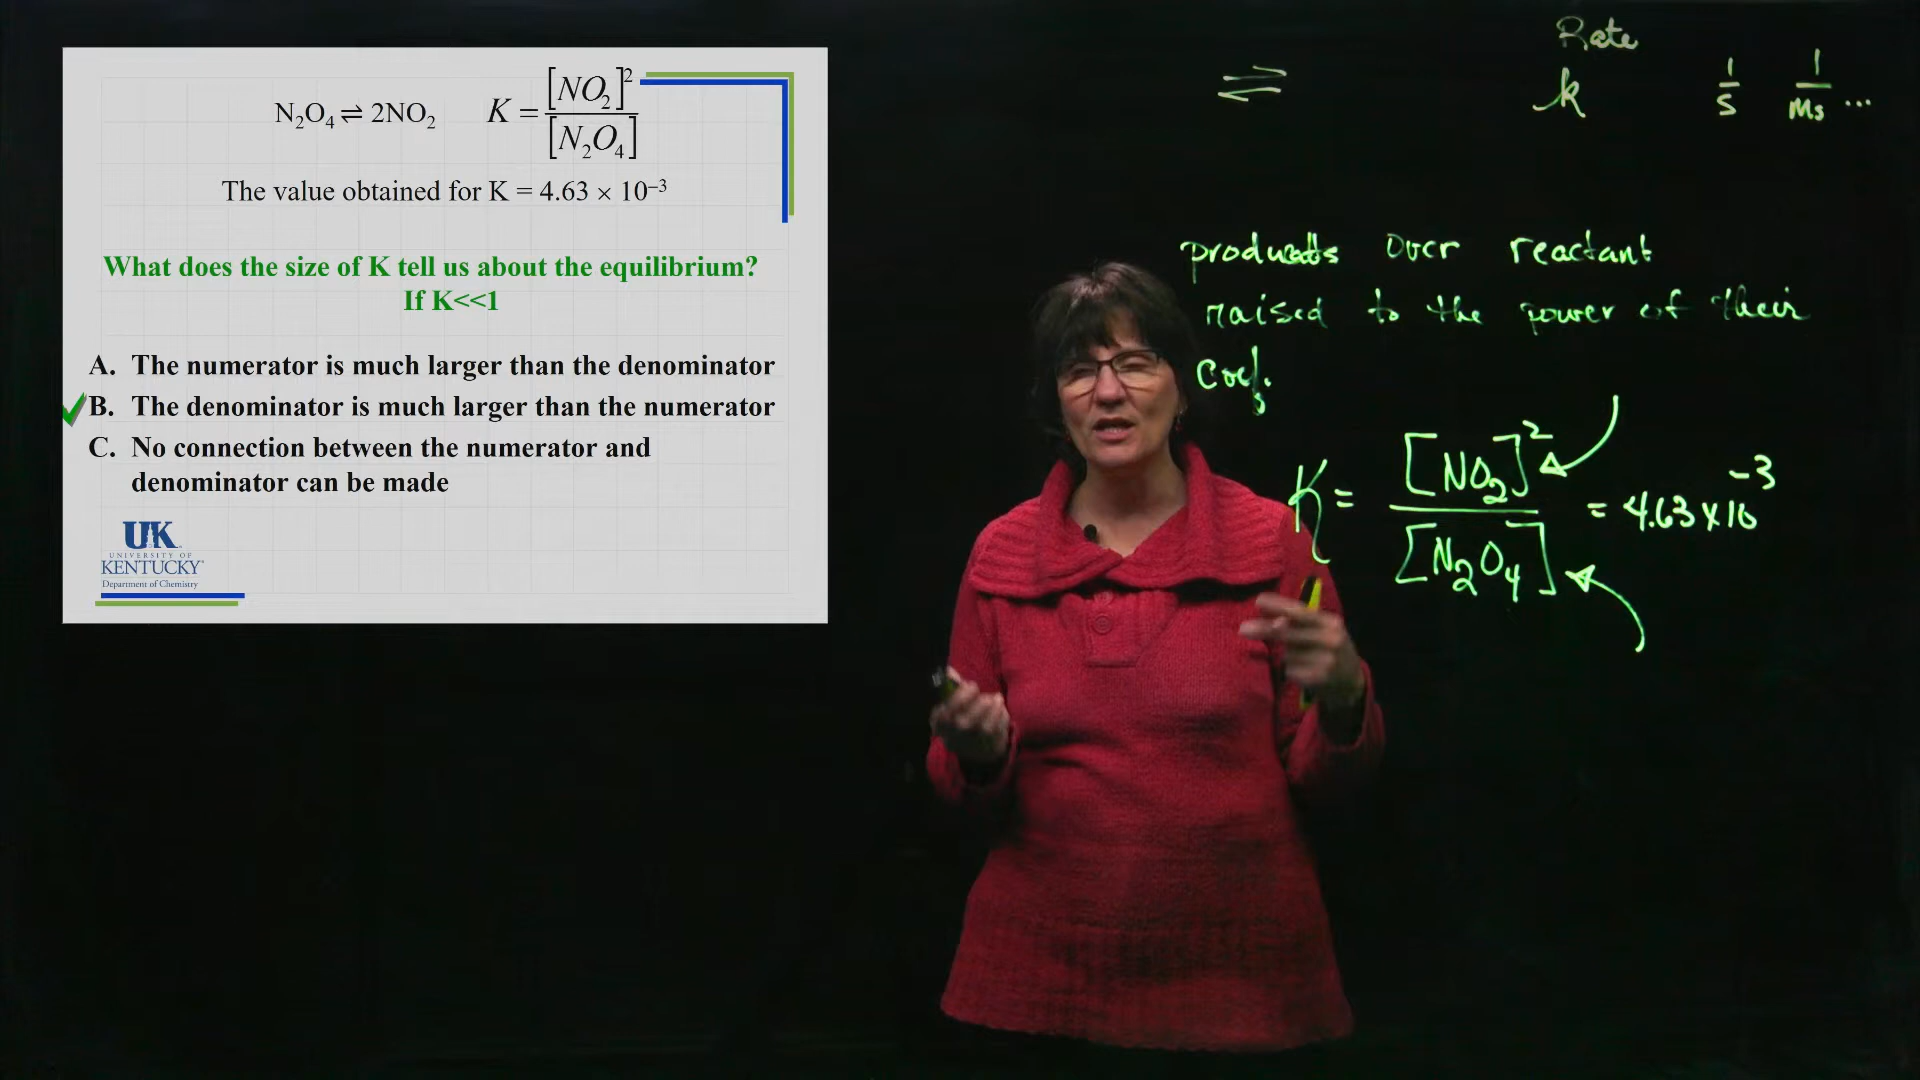 N₂O₄ ⇌ 2NO₂ K = [NO₂]² / [N₂O₄]
The value obtained for K = 4.63 × 10⁻³
What does the size of K tell us about the equilibrium?
If K<<1
A. The numerator is much larger than the denominator
B. The denominator is much larger than the numerator
C. No connection between the numerator and
denominator can be made
UK
UNIVERSITY OF
KENTUCKY
Department of Chemistry
Rate
⇌ k 1/s 1/Ms ...
products over reactant
raised to the power of their
coef.
K = [NO₂]² / [N₂O₄] = 4.63 x 10⁻³